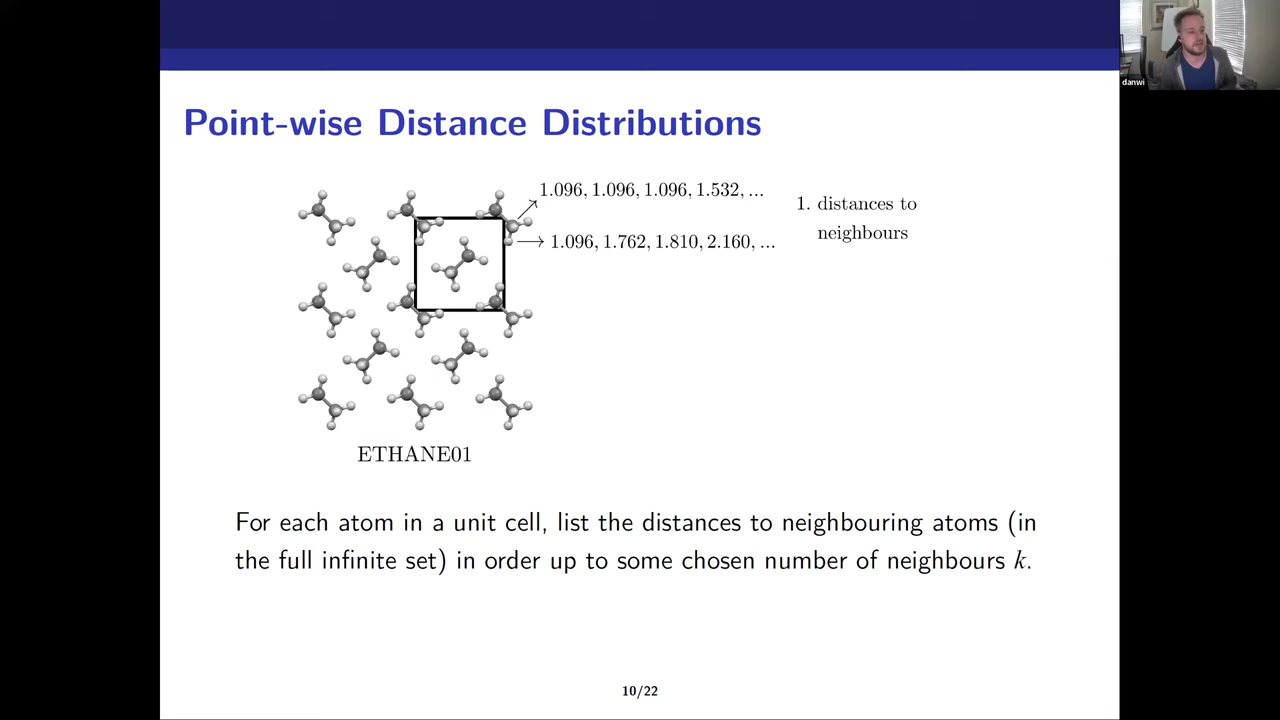 danwi
Point-wise Distance Distributions
1.096, 1.096, 1.096, 1.532, ...
1. distances to
neighbours
1.096, 1.762, 1.810, 2.160, ...
ETHANE01
For each atom in a unit cell, list the distances to neighbouring atoms (in
the full infinite set) in order up to some chosen number of neighbours k.
10/22